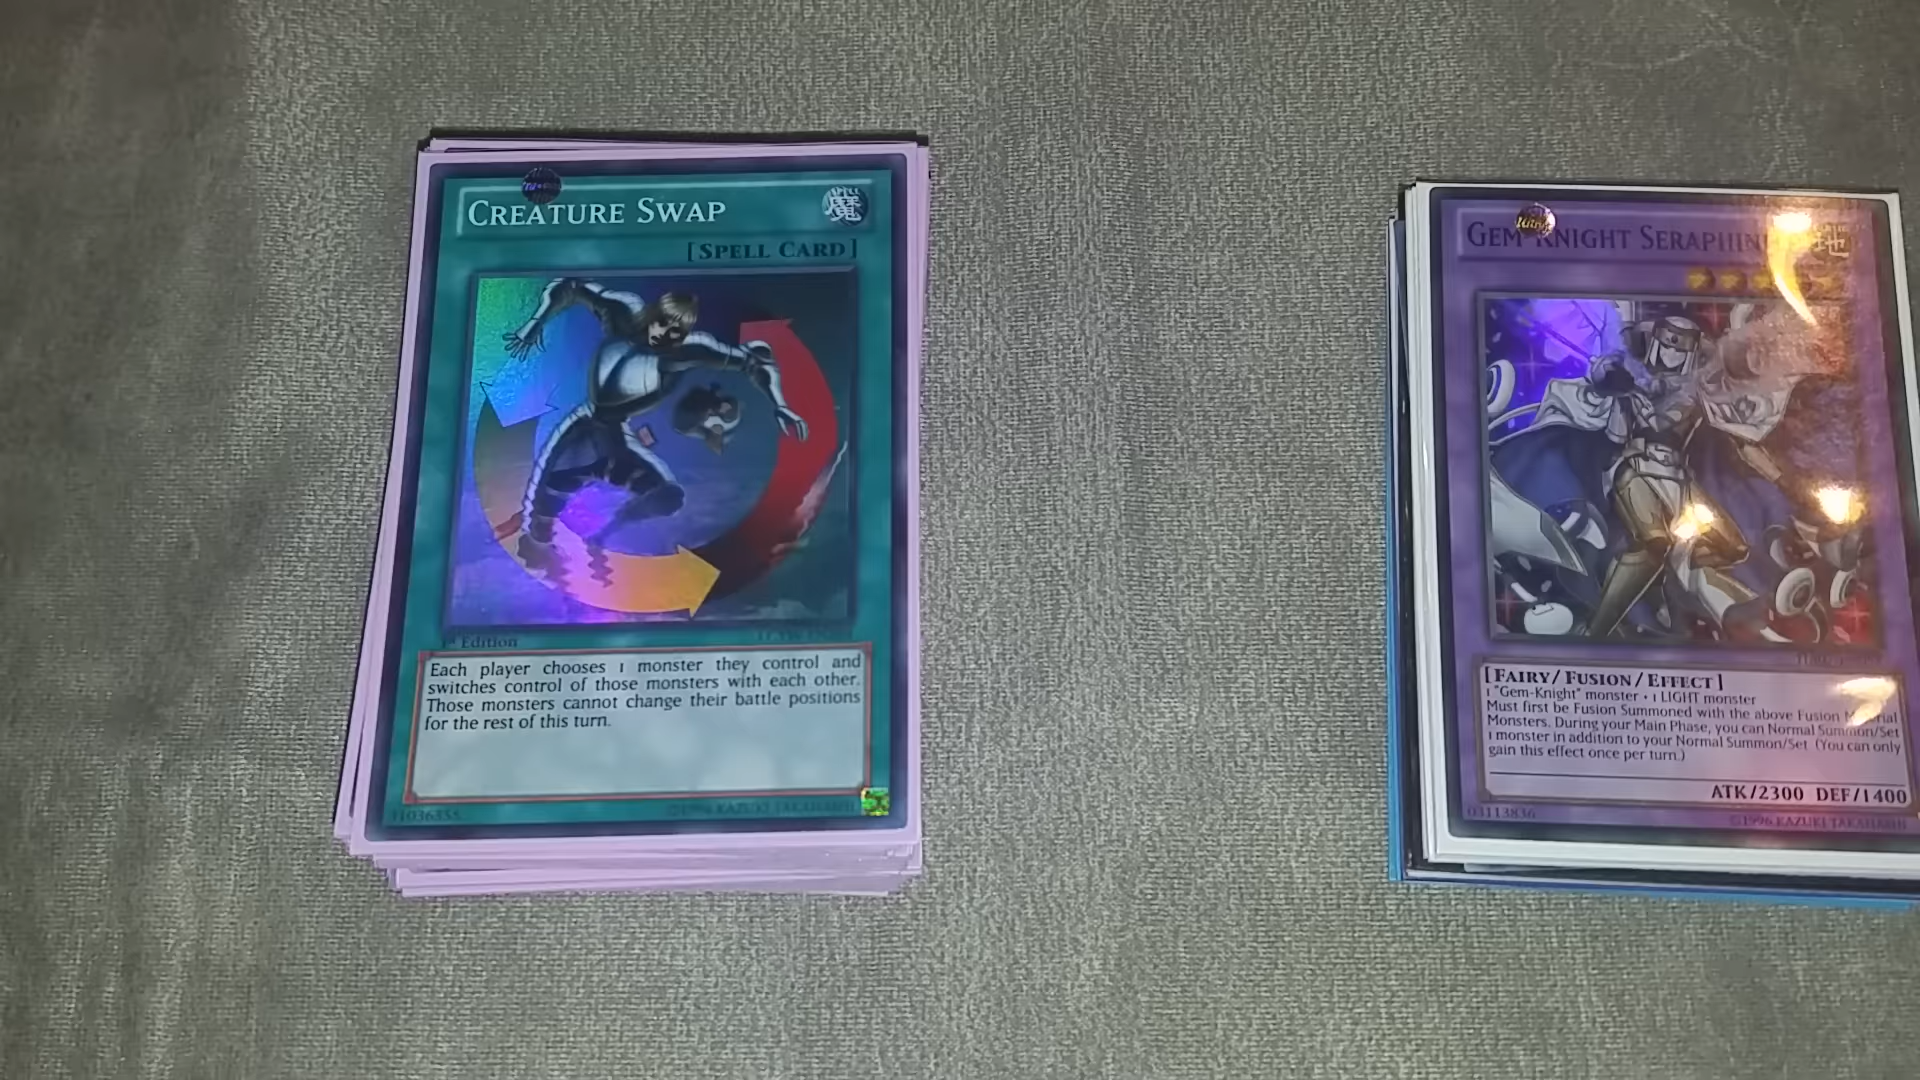 CREATURE SWAP
魔
[SPELL CARD]
1st Edition
Each player chooses 1 monster they control and
switches control of those monsters with each other.
Those monsters cannot change their battle positions
for the rest of this turn.
©1996 KAZUKI TAKAHASHI
GEM-KNIGHT SERAPHIN
地
[FAIRY/FUSION/EFFECT]
1 "Gem-Knight" monster + 1 LIGHT monster
Must first be Fusion Summoned with the above Fusion Material
Monsters. During your Main Phase, you can Normal Summon/Set
1 monster in addition to your Normal Summon/Set. (You can only
gain this effect once per turn.)
ATK/2300 DEF/1400
03113836
©1996 KAZUKI TAKAHASHI